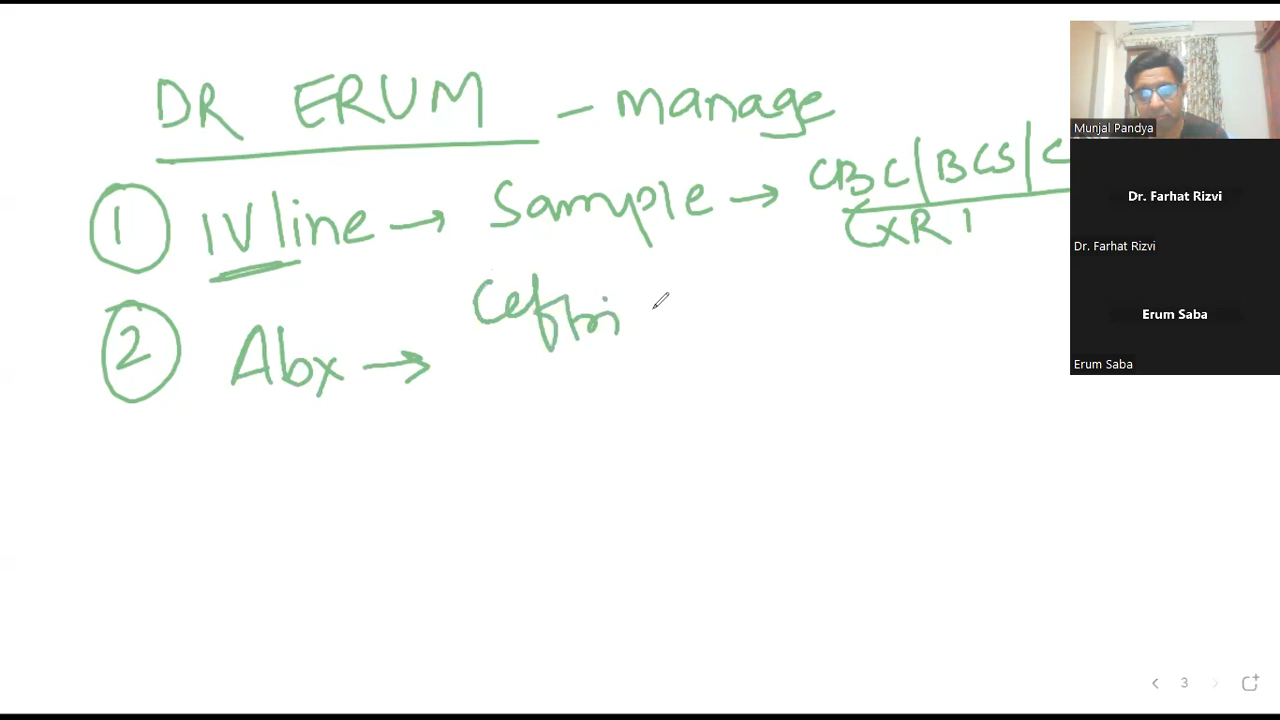 DR ERUM - manage
1 IV line → Sample → CBC/BCS/C
CXR
2 Abx → Ceftri
Munjal Pandya
Dr. Farhat Rizvi
Dr. Farhat Rizvi
Erum Saba
Erum Saba
< 3 >